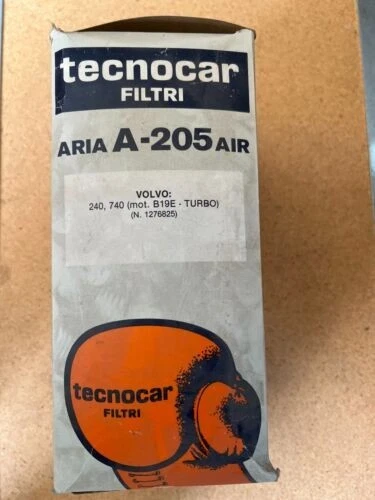 tecnocar
FILTRI
ARIA A-205 AIR
VOLVO:
240, 740 (mot. B19E - TURBO)
(N. 1276825)
tecnocar
FILTRI